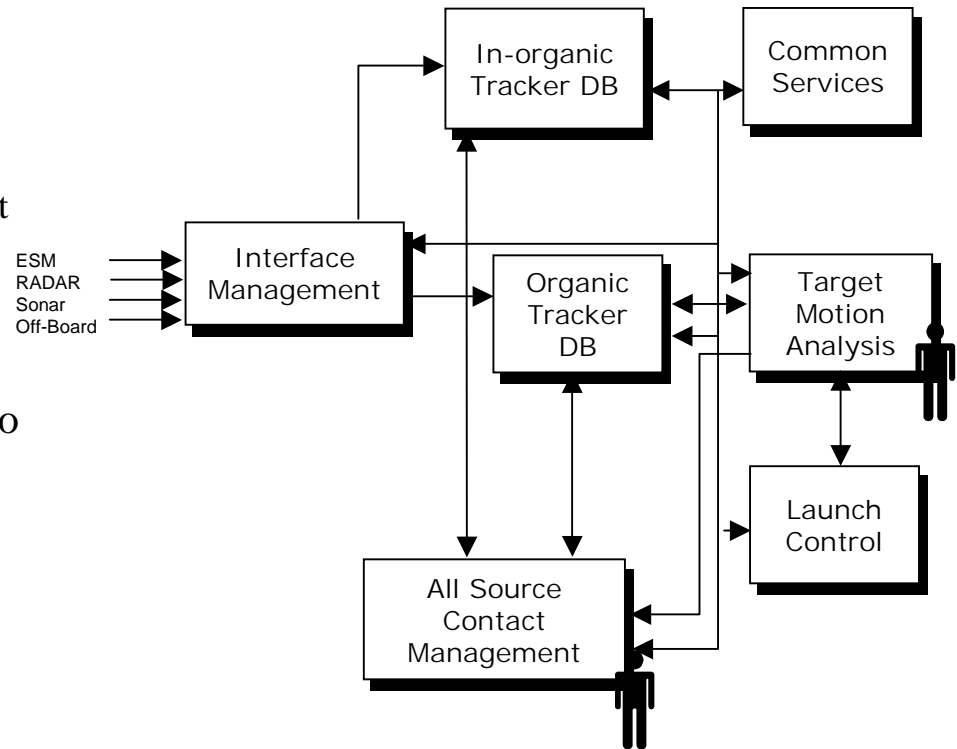 In-organic
Tracker DB
Common
Services
t
ESM
RADAR
Sonar
Off-Board
Interface
Management
Organic
Tracker
DB
Target
Motion
Analysis
o
Launch
Control
All Source
Contact
Management